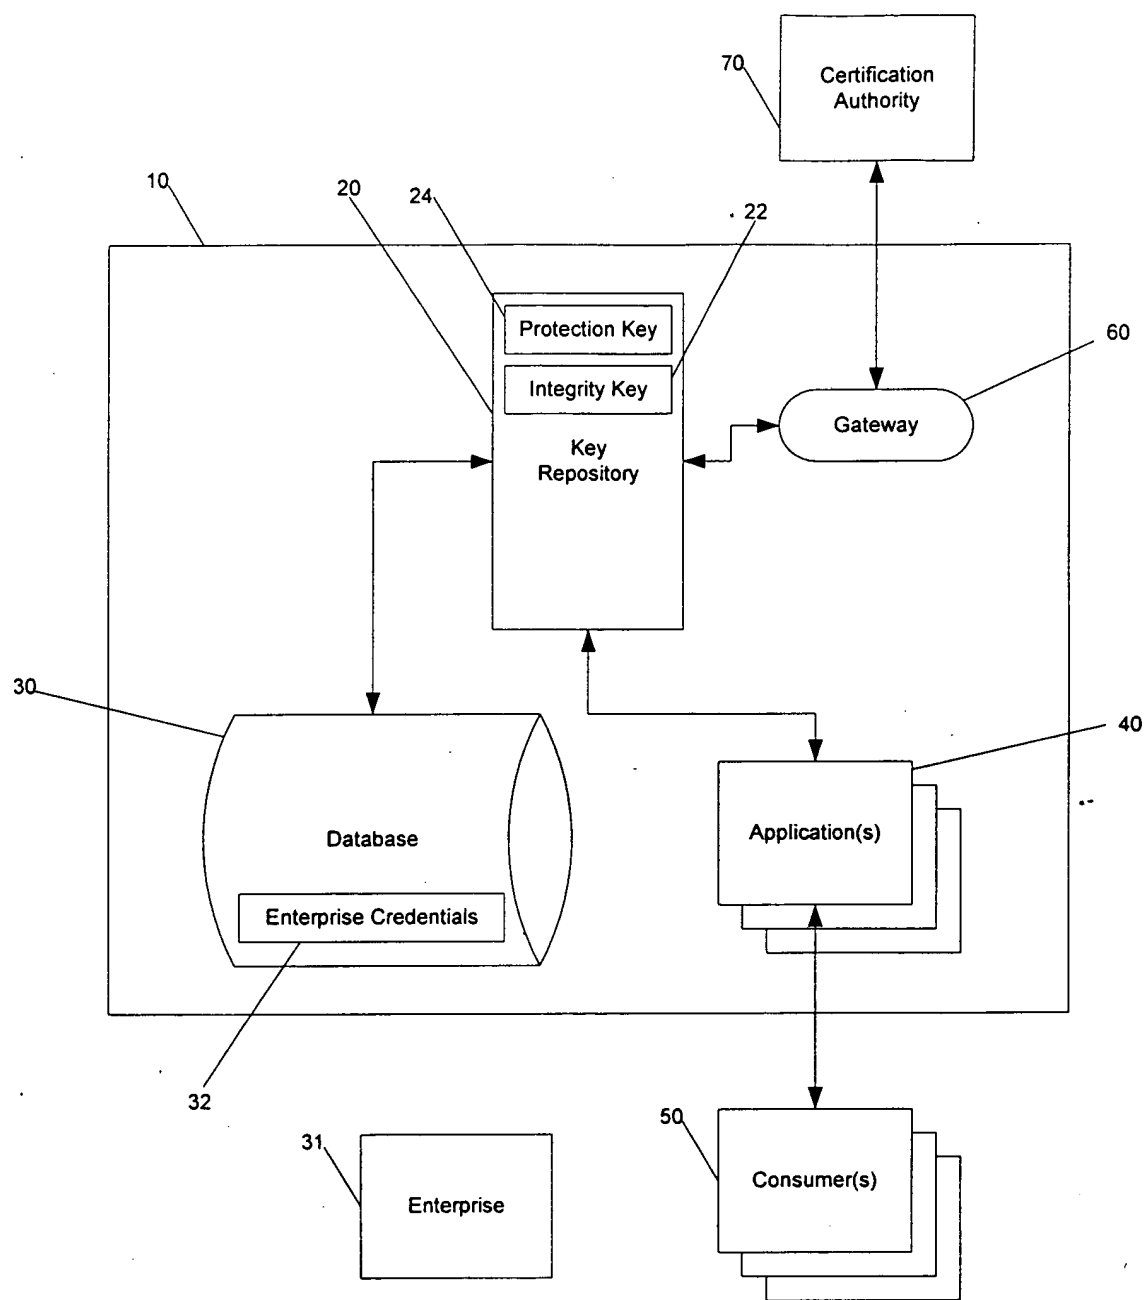 70
Certification
Authority
10
20
24
22
Protection Key
60
Integrity Key
Gateway
Key
Repository
30
40
Application(s)
Database
Enterprise Credentials
32
50
31
Consumer(s)
Enterprise